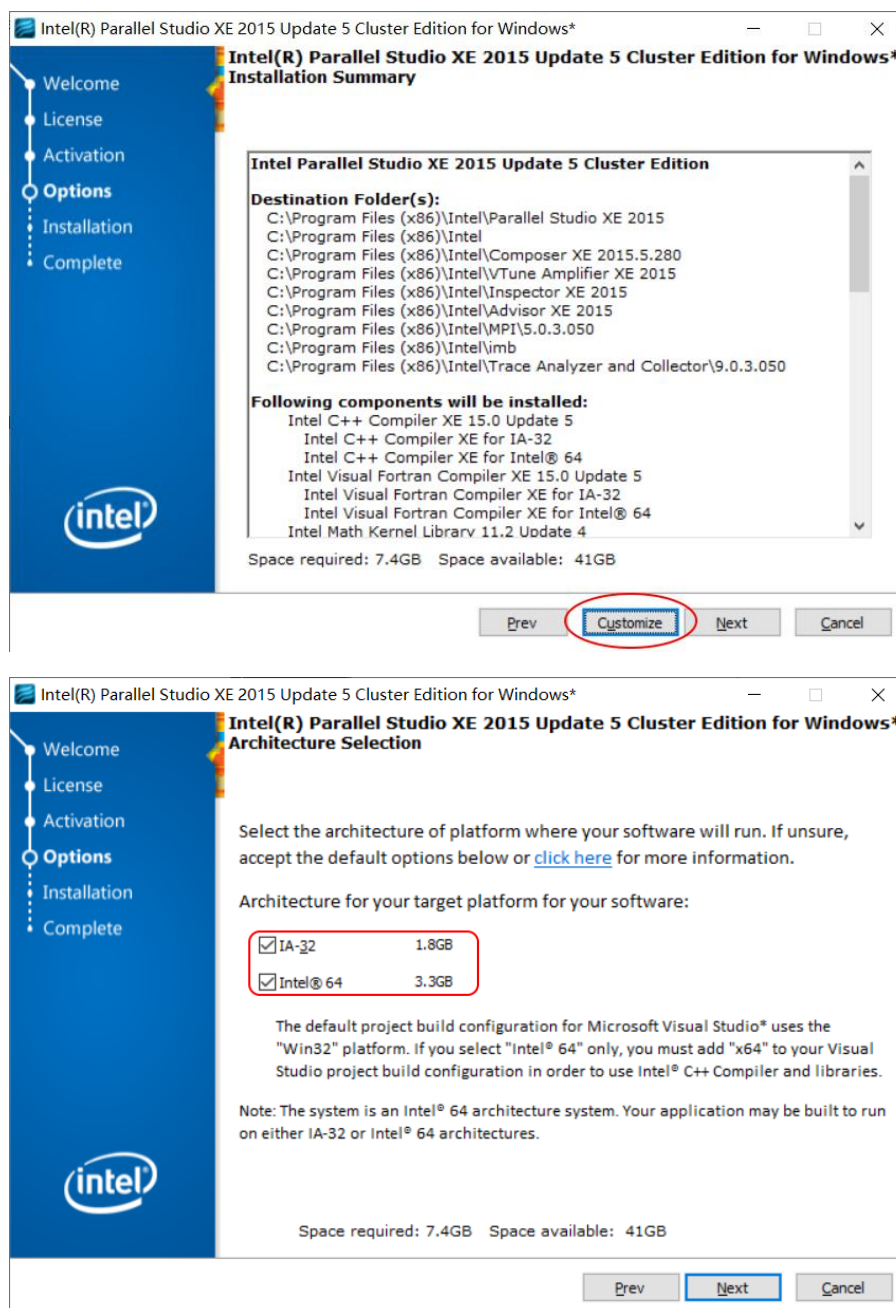 Intel(R) Parallel Studio XE 2015 Update 5 Cluster Edition for Windows*
Intel(R) Parallel Studio XE 2015 Update 5 Cluster Edition for Windows*
Installation Summary
Welcome
License
Activation
Options
Installation
Complete
Intel Parallel Studio XE 2015 Update 5 Cluster Edition
Destination Folder(s):
C:\Program Files (x86)\Intel\Parallel Studio XE 2015
C:\Program Files (x86)\Intel
C:\Program Files (x86)\Intel\Composer XE 2015.5.280
C:\Program Files (x86)\Intel\VTune Amplifier XE 2015
C:\Program Files (x86)\Intel\Inspector XE 2015
C:\Program Files (x86)\Intel\Advisor XE 2015
C:\Program Files (x86)\Intel\MPI\5.0.3.050
C:\Program Files (x86)\Intel\imb
C:\Program Files (x86)\Intel\Trace Analyzer and Collector\9.0.3.050
Following components will be installed:
Intel C++ Compiler XE 15.0 Update 5
Intel C++ Compiler XE for IA-32
Intel C++ Compiler XE for Intel® 64
Intel Visual Fortran Compiler XE 15.0 Update 5
Intel Visual Fortran Compiler XE for IA-32
Intel Visual Fortran Compiler XE for Intel® 64
Intel Math Kernel Library 11.2 Update 4
Space required: 7.4GB Space available: 41GB
intel
Prev Customize Next Cancel
Intel(R) Parallel Studio XE 2015 Update 5 Cluster Edition for Windows*
Intel(R) Parallel Studio XE 2015 Update 5 Cluster Edition for Windows*
Architecture Selection
Welcome
License
Activation
Options
Installation
Complete
Select the architecture of platform where your software will run. If unsure,
accept the default options below or click here for more information.
Architecture for your target platform for your software:
IA-32 1.8GB
Intel® 64 3.3GB
The default project build configuration for Microsoft Visual Studio* uses the
"Win32" platform. If you select "Intel® 64" only, you must add "x64" to your Visual
Studio project build configuration in order to use Intel® C++ Compiler and libraries.
Note: The system is an Intel® 64 architecture system. Your application may be built to run
on either IA-32 or Intel® 64 architectures.
intel
Space required: 7.4GB Space available: 41GB
Prev Next Cancel